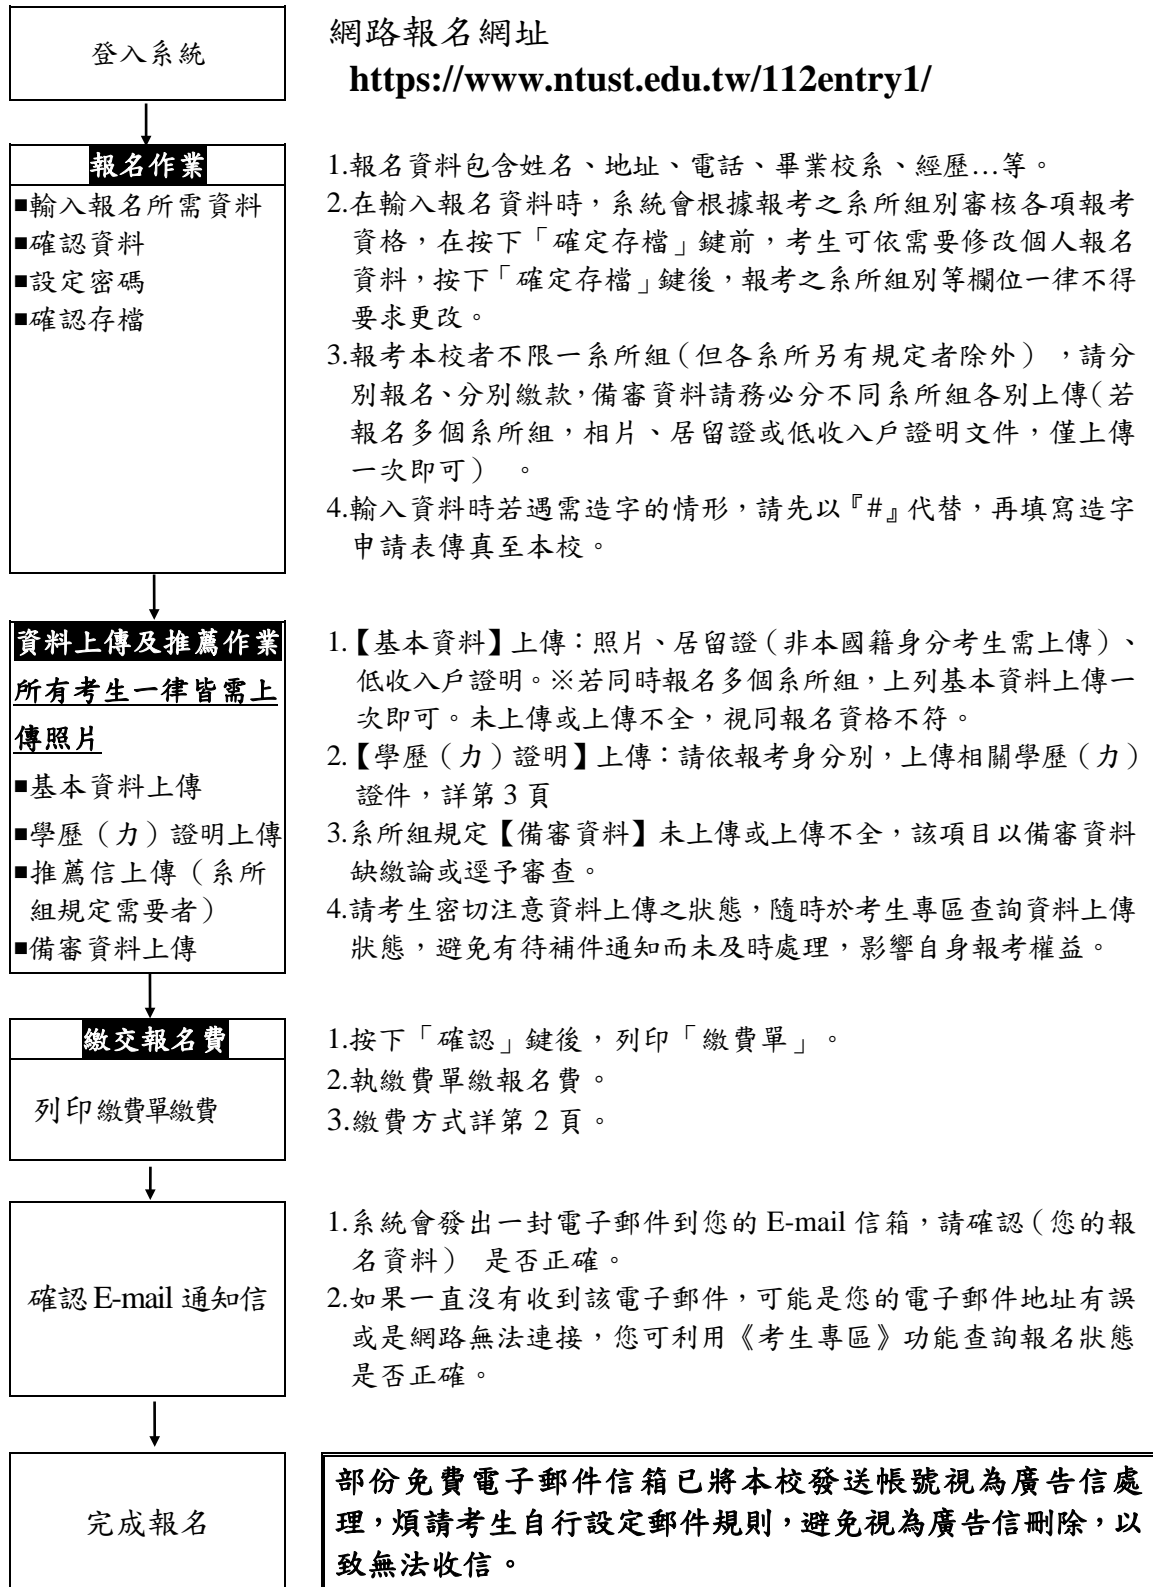 登入系統
網路報名網址
https://www.ntust.edu.tw/112entry1/
報名作業
■輸入報名所需資料
■確認資料
■設定密碼
■確認存檔
1.報名資料包含姓名、地址、電話、畢業校系、經歷…等。
2.在輸入報名資料時，系統會根據報考之系所組別審核各項報考
資格，在按下「確定存檔」鍵前，考生可依需要修改個人報名
資料，按下「確定存檔」鍵後，報考之系所組別等欄位一律不得
要求更改。
3.報考本校者不限一系所組（但各系所另有規定者除外），請分
別報名、分別繳款，備審資料請務必分不同系所組各別上傳（若
報名多個系所組，相片、居留證或低收入戶證明文件，僅上傳
一次即可） 。
4.輸入資料時若遇需造字的情形，請先以『#』代替，再填寫造字
申請表傳真至本校。
資料上傳及推薦作業
所有考生一律皆需上
傳照片
■基本資料上傳
■學歷（力）證明上傳
■推薦信上傳（系所
組規定需要者）
■備審資料上傳
1.【基本資料】上傳：照片、居留證（非本國籍身分考生需上傳）、
低收入戶證明。※若同時報名多個系所組，上列基本資料上傳一
次即可。未上傳或上傳不全，視同報名資格不符。
2.【學歷（力）證明】上傳：請依報考身分別，上傳相關學歷（力）
證件，詳第 3 頁
3.系所組規定【備審資料】未上傳或上傳不全，該項目以備審資料
缺繳論或逕予審查。
4.請考生密切注意資料上傳之狀態，隨時於考生專區查詢資料上傳
狀態，避免有待補件通知而未及時處理，影響自身報考權益。
繳交報名費
列印繳費單繳費
1.按下「確認」鍵後，列印「繳費單」。
2.執繳費單繳報名費。
3.繳費方式詳第 2 頁。
確認 E-mail 通知信
1.系統會發出一封電子郵件到您的 E-mail 信箱，請確認（您的報
名資料） 是否正確。
2.如果一直沒有收到該電子郵件，可能是您的電子郵件地址有誤
或是網路無法連接，您可利用《考生專區》功能查詢報名狀態
是否正確。
完成報名
部份免費電子郵件信箱已將本校發送帳號視為廣告信處
理，煩請考生自行設定郵件規則，避免視為廣告信刪除，以
致無法收信。